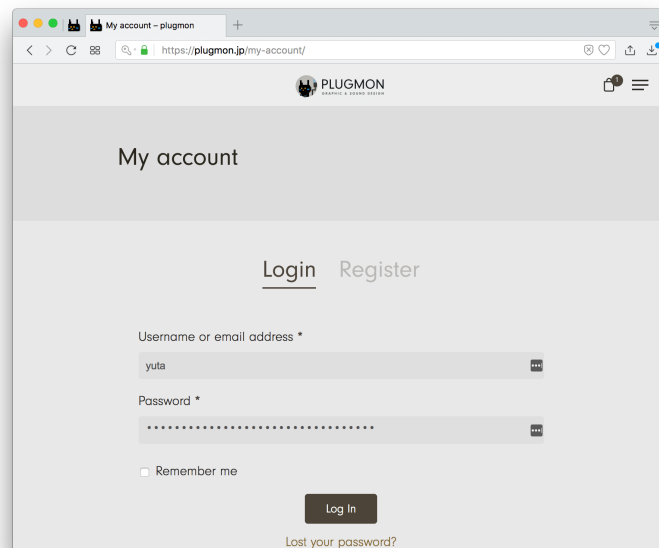 My account – plugmon
https://plugmon.jp/my-account/
PLUGMON
GRAPHIC & SOUND DESIGN
1
My account
Login Register
Username or email address *
yuta
Password *
•••••••••••••••••••••••••••••••••
Remember me
Log In
Lost your password?